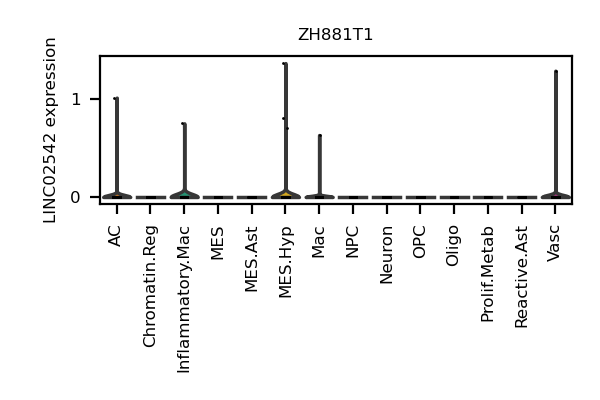 ZH881T1
LINC02542 expression
1
0
AC
Chromatin.Reg
Inflammatory.Mac
MES
MES.Ast
MES.Hyp
Mac
NPC
Neuron
OPC
Oligo
Prolif.Metab
Reactive.Ast
Vasc